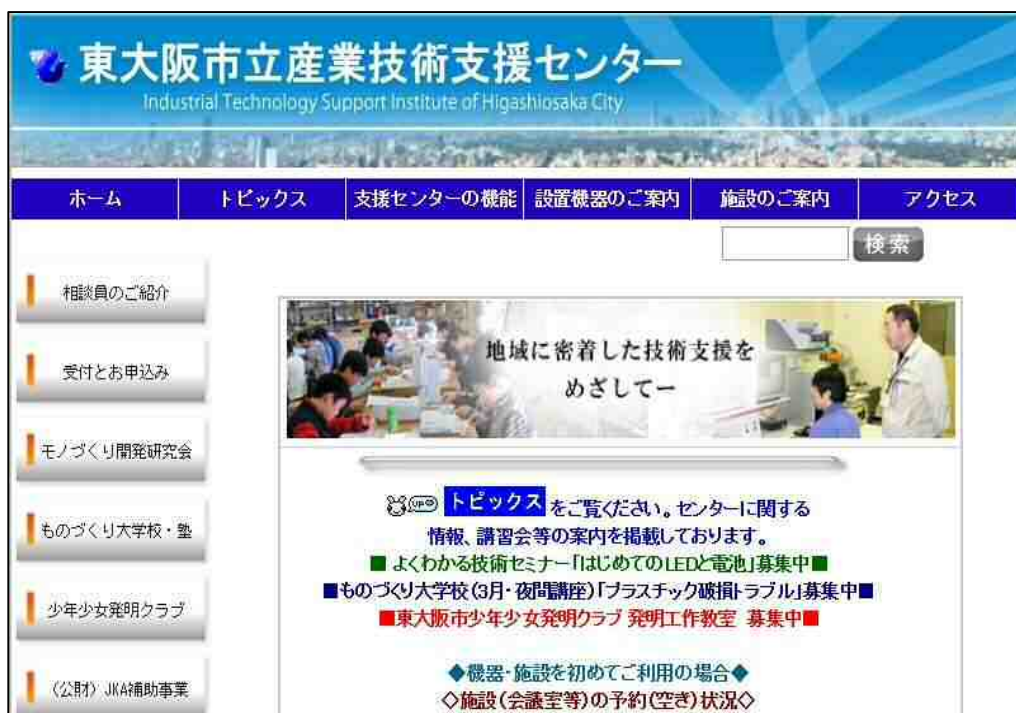 東大阪市立産業技術支援センター
Industrial Technology Support Institute of Higashiosaka City
ホーム
トピックス
支援センターの機能
設置機器のご案内
施設のご案内
アクセス
検索
相談員のご紹介
受付とお申込み
モノづくり開発研究会
ものづくり大学校・塾
少年少女発明クラブ
(公財) JKA補助事業
地域に密着した技術支援を
めざしてー
UP トピックス をご覧ください。センターに関する
情報、講習会等の案内を掲載しております。
■ よくわかる技術セミナー「はじめてのLEDと電池」募集中■
■ものづくり大学校(3月・夜間講座)「プラスチック破損トラブル」募集中■
■東大阪市少年少女発明クラブ 発明工作教室 募集中■
◆機器・施設を初めてご利用の場合◆
◇施設(会議室等)の予約(空き)状況◇